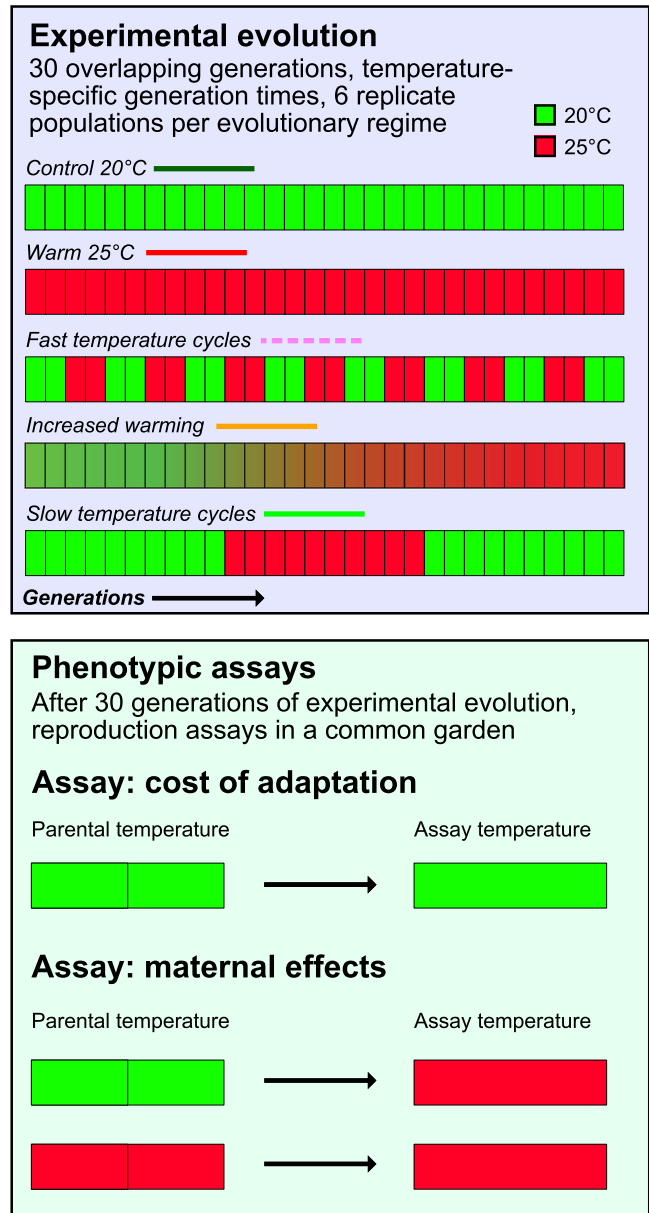 Experimental evolution
30 overlapping generations, temperature-
specific generation times, 6 replicate
populations per evolutionary regime
20°C
25°C
Control 20°C
Warm 25°C
Fast temperature cycles
Increased warming
Slow temperature cycles
Generations
Phenotypic assays
After 30 generations of experimental evolution,
reproduction assays in a common garden
Assay: cost of adaptation
Parental temperature
Assay temperature
Assay: maternal effects
Parental temperature
Assay temperature